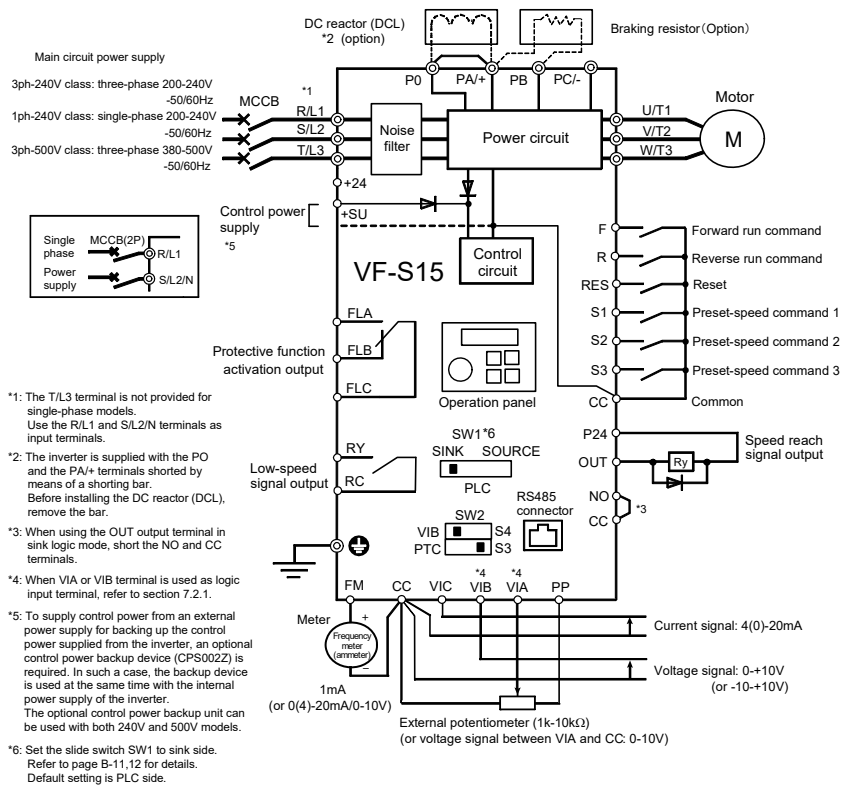 DC reactor (DCL)
*2 (option)
Braking resistor(Option)
Main circuit power supply
P0
PA/+
PB
PC/-
3ph-240V class: three-phase 200-240V
-50/60Hz
1ph-240V class: single-phase 200-240V
-50/60Hz
3ph-500V class: three-phase 380-500V
-50/60Hz
MCCB
*1
R/L1
S/L2
T/L3
Noise
filter
Power circuit
U/T1
V/T2
W/T3
Motor
M
+24
Control power
supply
*5
+SU
Control
circuit
VF-S15
Single
phase
MCCB(2P)
R/L1
Power
supply
S/L2/N
F
Forward run command
R
Reverse run command
RES
Reset
S1
Preset-speed command 1
S2
Preset-speed command 2
S3
Preset-speed command 3
CC
Common
FLA
FLB
FLC
Protective function
activation output
Operation panel
P24
OUT
Ry
Speed reach
signal output
NO
CC
*3
SW1*6
SINK SOURCE
PLC
RY
RC
Low-speed
signal output
RS485
connector
SW2
VIB
S4
PTC
S3
FM
CC
VIC
*4
VIB
*4
VIA
PP
Meter
+
Frequency
meter
(ammeter)
−
1mA
(or 0(4)-20mA/0-10V)
Current signal: 4(0)-20mA
Voltage signal: 0-+10V
(or -10-+10V)
External potentiometer (1k-10kΩ)
(or voltage signal between VIA and CC: 0-10V)
*1: The T/L3 terminal is not provided for
single-phase models.
Use the R/L1 and S/L2/N terminals as
input terminals.
*2: The inverter is supplied with the PO
and the PA/+ terminals shorted by
means of a shorting bar.
Before installing the DC reactor (DCL),
remove the bar.
*3: When using the OUT output terminal in
sink logic mode, short the NO and CC
terminals.
*4: When VIA or VIB terminal is used as logic
input terminal, refer to section 7.2.1.
*5: To supply control power from an external
power supply for backing up the control
power supplied from the inverter, an optional
control power backup device (CPS002Z) is
required. In such a case, the backup device
is used at the same time with the internal
power supply of the inverter.
The optional control power backup unit can
be used with both 240V and 500V models.
*6: Set the slide switch SW1 to sink side.
Refer to page B-11,12 for details.
Default setting is PLC side.